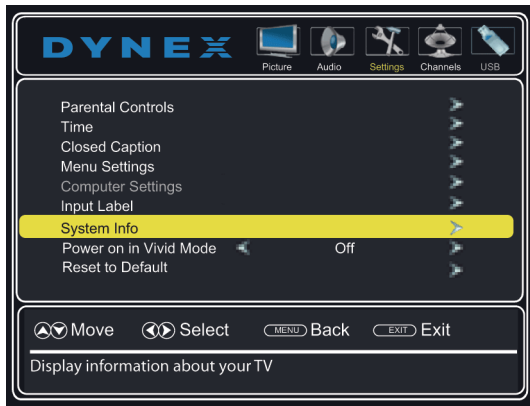 DYNEX
Picture Audio Settings Channels USB
Parental Controls
Time
Closed Caption
Menu Settings
Computer Settings
Input Label
System Info
Power on in Vivid Mode Off
Reset to Default
Move Select MENU Back EXIT Exit
Display information about your TV